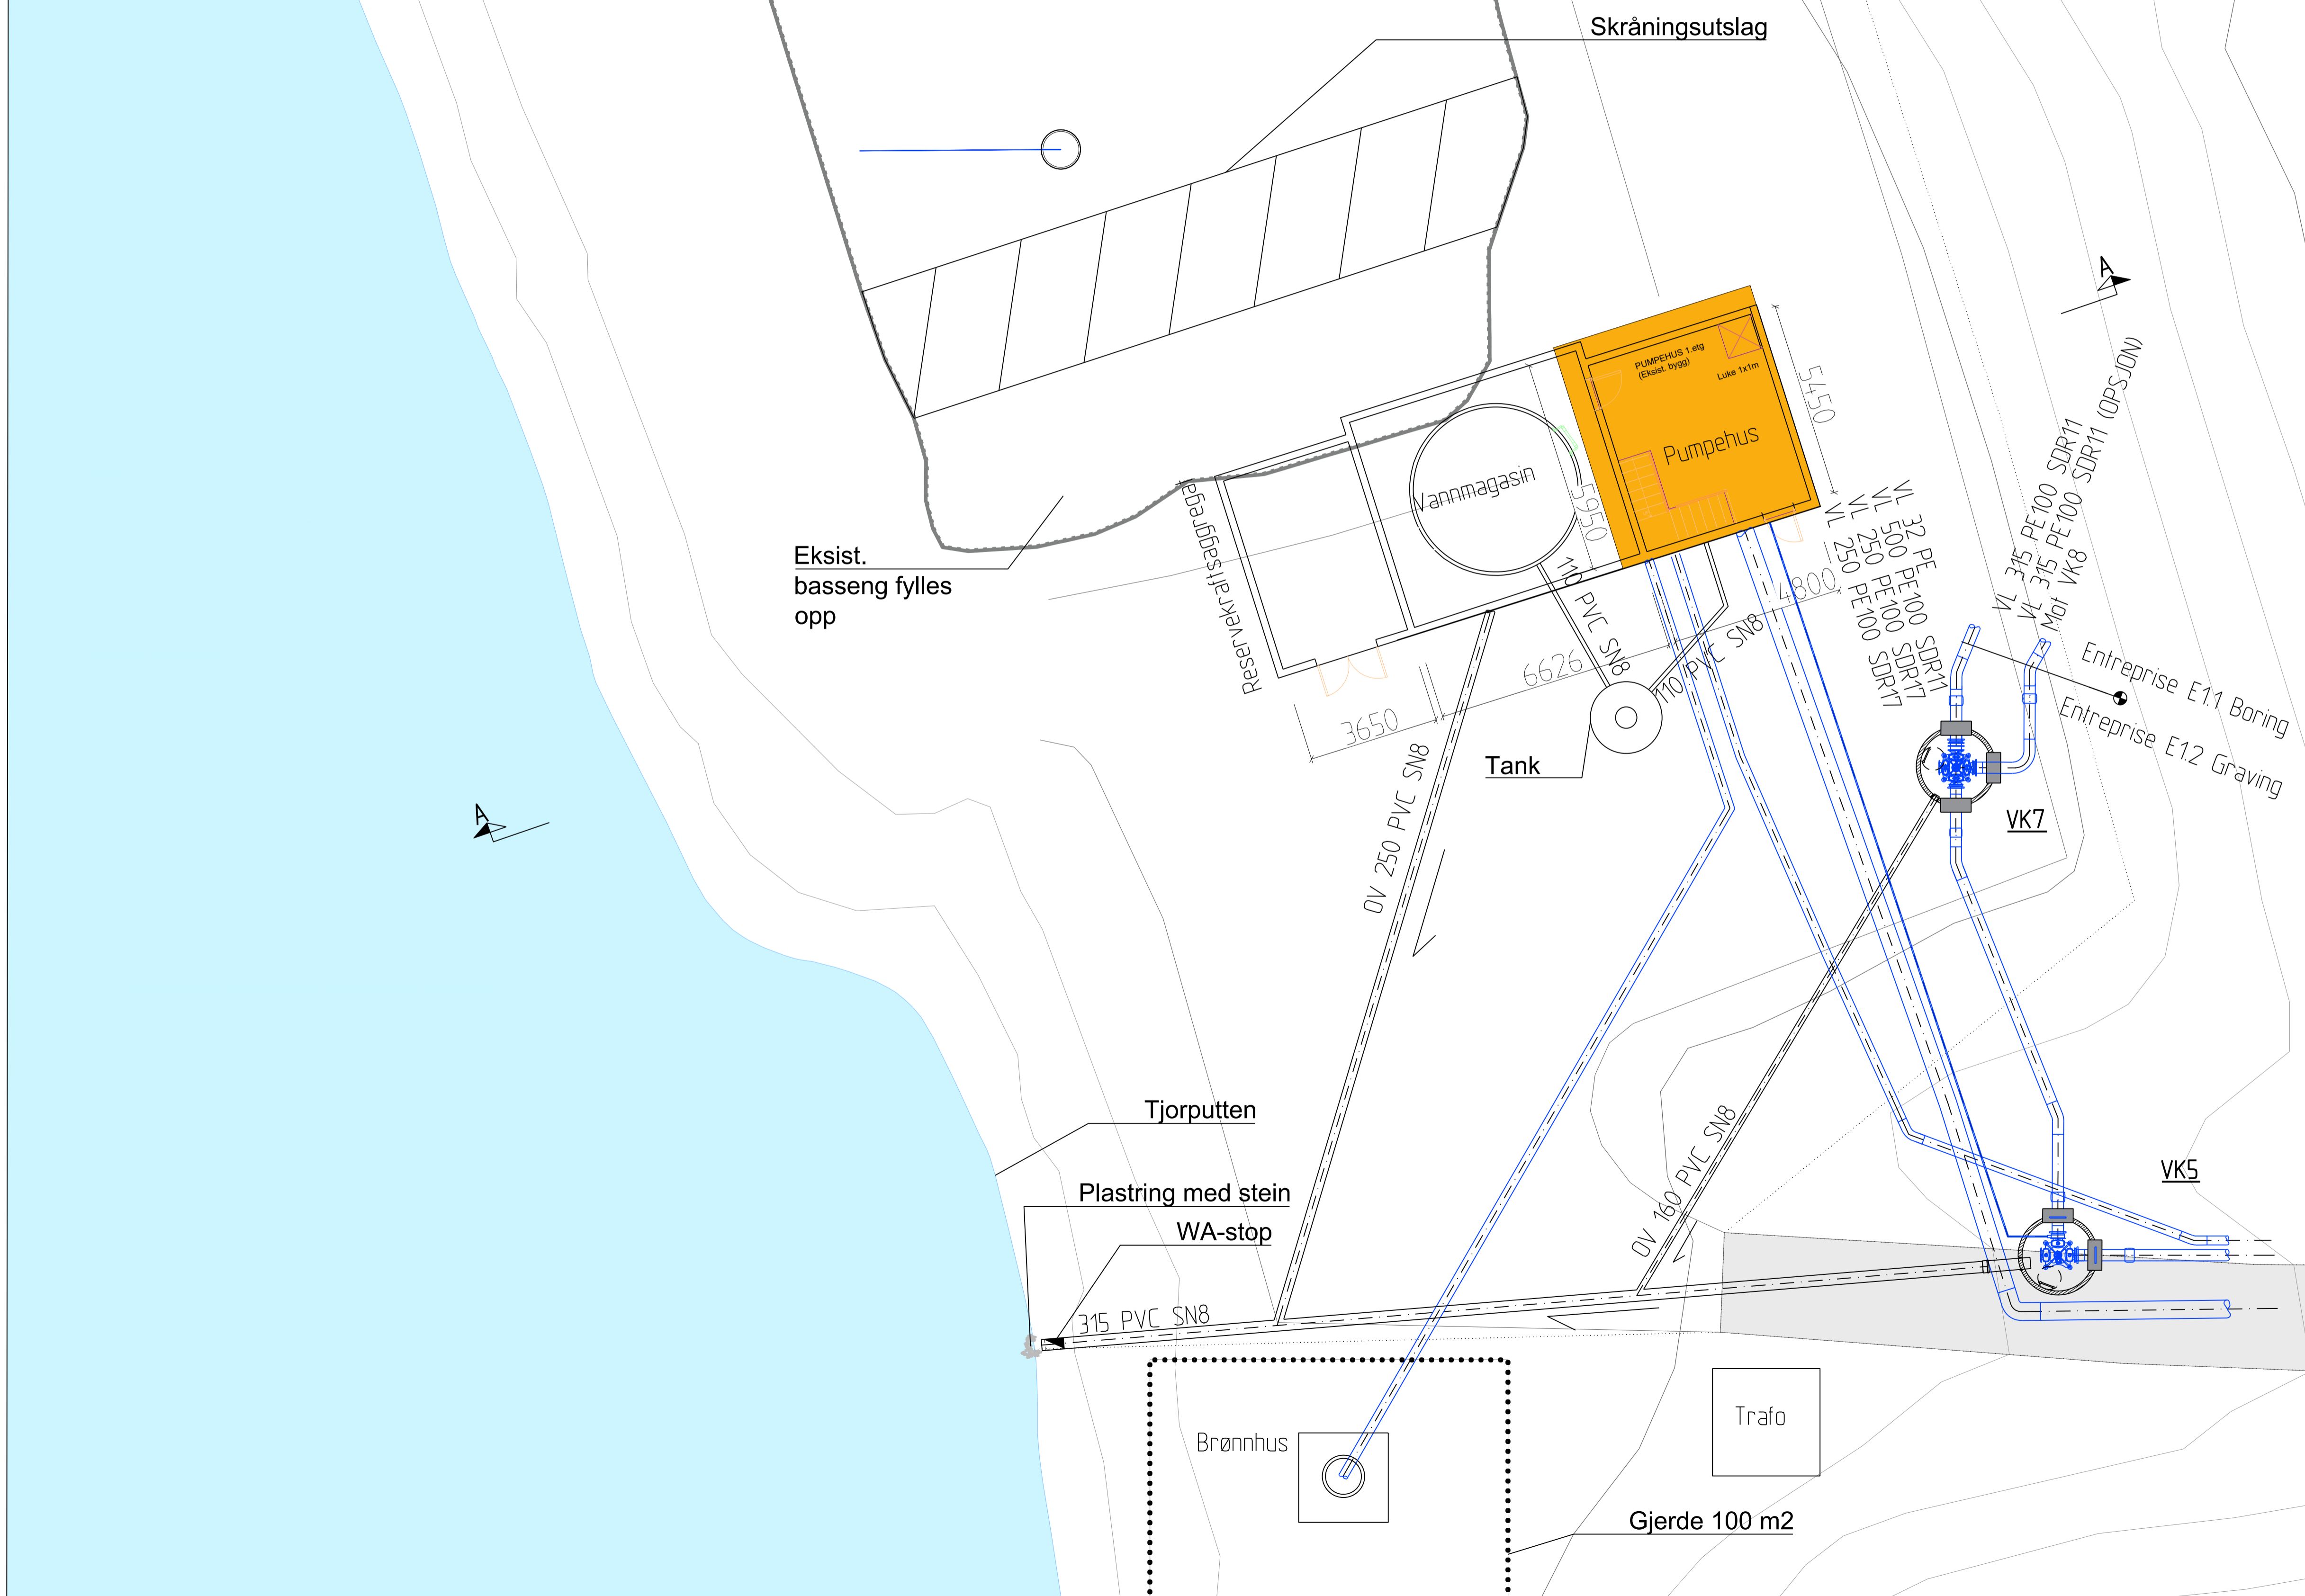 Skråningsutslag
A
PUMPEHUS 1.etg
(Eksist. bygg)
Luke 1x1m
Pumpehus
5450
Vannmagasin
5950
Reservekraftsaggregat
Eksist.
basseng fylles
opp
110 PVC SN8
110 PVC SN8
4800
6626
3650
VL 32 PE
VL 500 PE100 SDR11
VL 250 PE100 SDR17
VL 250 PE100 SDR17
VL 315 PE100 SDR11
VL 315 PE100 SDR11 (OPSJON)
Mot VK8
Entreprise E1.1 Boring
Entreprise E1.2 Graving
Tank
VK7
A
OV 250 PVC SN8
Tjorputten
OV 160 PVC SN8
VK5
Plastring med stein
WA-stop
315 PVC SN8
Brønnhus
Trafo
Gjerde 100 m2